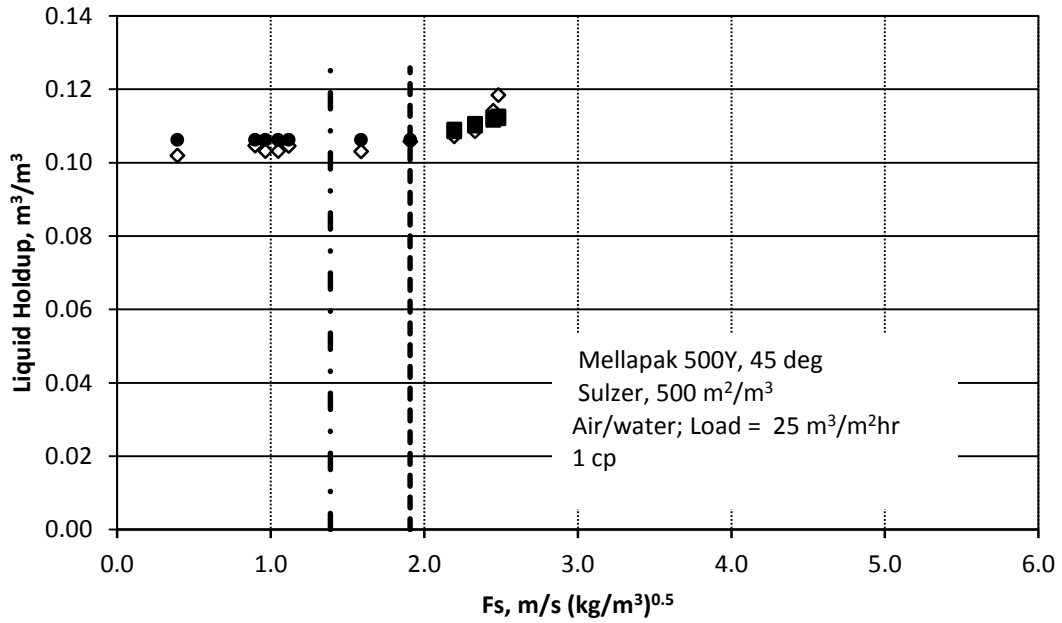 0.14
0.12
0.10
0.08
0.06
0.04
0.02
0.00
Liquid Holdup, m³/m³
Mellapak 500Y, 45 deg
Sulzer, 500 m²/m³
Air/water; Load = 25 m³/m²hr
1 cp
0.0 1.0 2.0 3.0 4.0 5.0 6.0
Fs, m/s (kg/m³)⁰·⁵